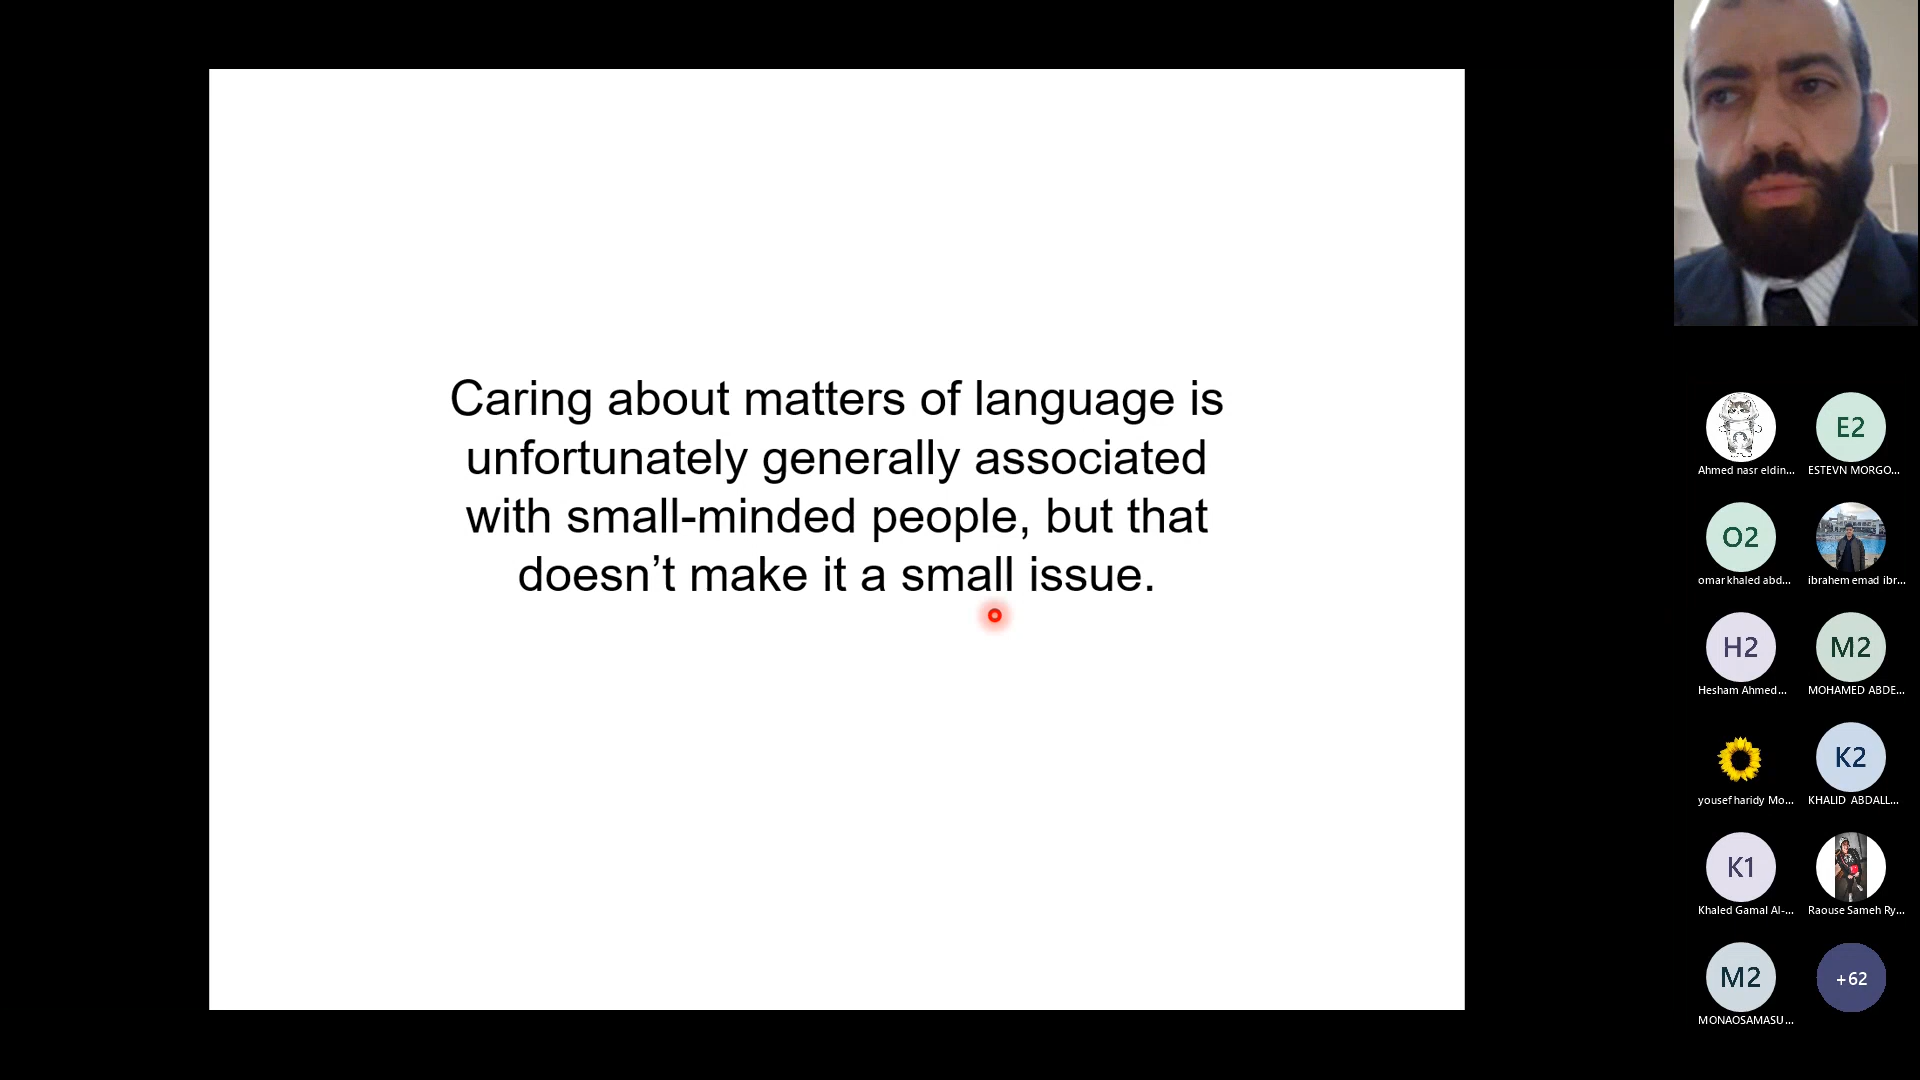 Caring about matters of language is
unfortunately generally associated
with small-minded people, but that
doesn’t make it a small issue.
Ahmed nasr eldin...
E2
ESTEVN MORGO...
O2
omar khaled abd...
ibrahem emad ibr...
H2
Hesham Ahmed...
M2
MOHAMED ABDE...
yousef haridy Mo...
K2
KHALID ABDALL...
K1
Khaled Gamal Al-...
Raouse Sameh Ry...
M2
MONAOSAMASU...
+62